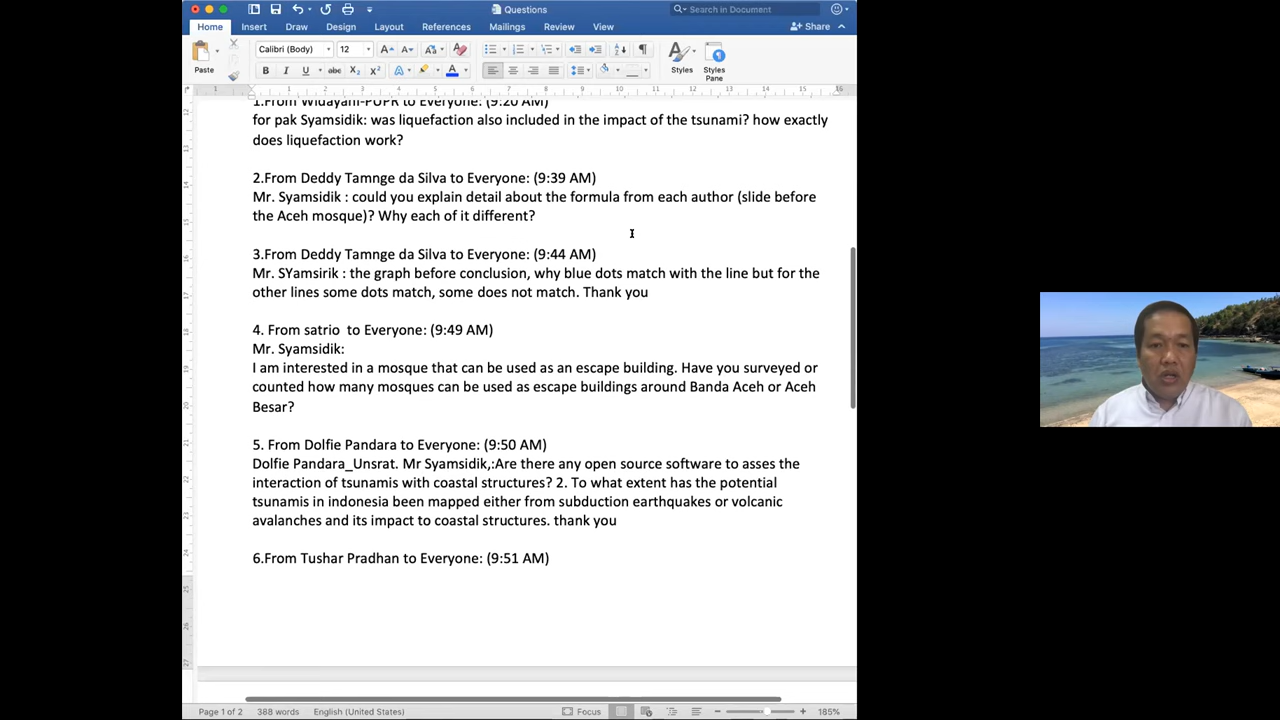 Questions
Search in Document
Home Insert Draw Design Layout References Mailings Review View Share
Paste
Calibri (Body) 12
Styles
Styles Pane
1.From Widayani-PUPR to Everyone: (9:20 AM)
for pak Syamsidik: was liquefaction also included in the impact of the tsunami? how exactly
does liquefaction work?
2.From Deddy Tamnge da Silva to Everyone: (9:39 AM)
Mr. Syamsidik : could you explain detail about the formula from each author (slide before
the Aceh mosque)? Why each of it different?
3.From Deddy Tamnge da Silva to Everyone: (9:44 AM)
Mr. SYamsirik : the graph before conclusion, why blue dots match with the line but for the
other lines some dots match, some does not match. Thank you
4. From satrio  to Everyone: (9:49 AM)
Mr. Syamsidik:
I am interested in a mosque that can be used as an escape building. Have you surveyed or
counted how many mosques can be used as escape buildings around Banda Aceh or Aceh
Besar?
5. From Dolfie Pandara to Everyone: (9:50 AM)
Dolfie Pandara_Unsrat. Mr Syamsidik,:Are there any open source software to asses the
interaction of tsunamis with coastal structures? 2. To what extent has the potential
tsunamis in indonesia been mapped either from subduction earthquakes or volcanic
avalanches and its impact to coastal structures. thank you
6.From Tushar Pradhan to Everyone: (9:51 AM)
Page 1 of 2 388 words English (United States) Focus 185%